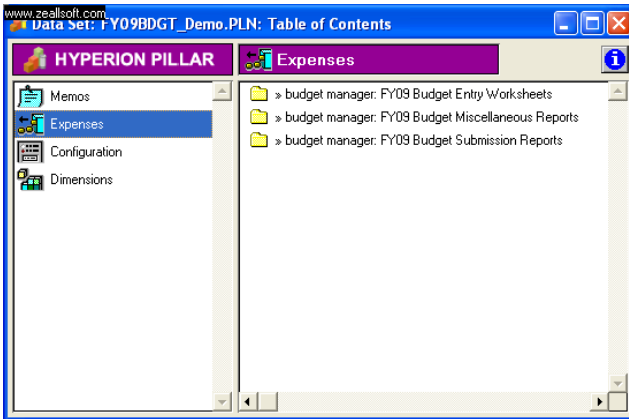 www.zeallsoft.com
Data Set: FY09BDGT_Demo.PLN: Table of Contents
HYPERION PILLAR
Expenses
Memos
Expenses
Configuration
Dimensions
» budget manager: FY09 Budget Entry Worksheets
» budget manager: FY09 Budget Miscellaneous Reports
» budget manager: FY09 Budget Submission Reports